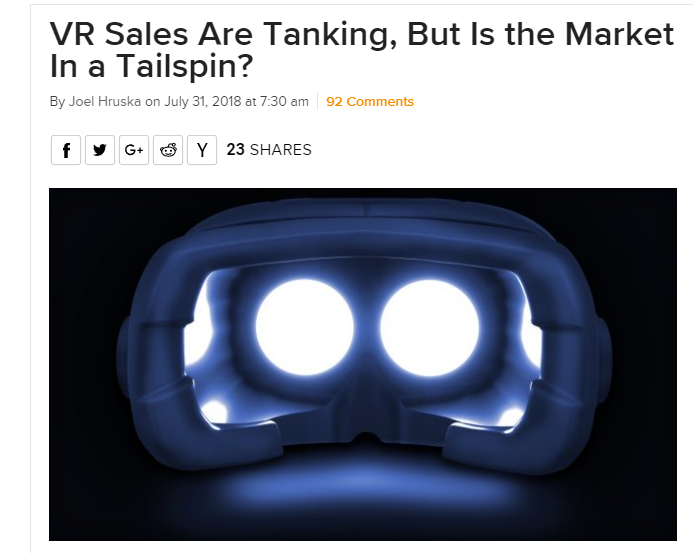 VR Sales Are Tanking, But Is the Market
In a Tailspin?
By Joel Hruska on July 31, 2018 at 7:30 am 92 Comments
f G+ Y 23 SHARES